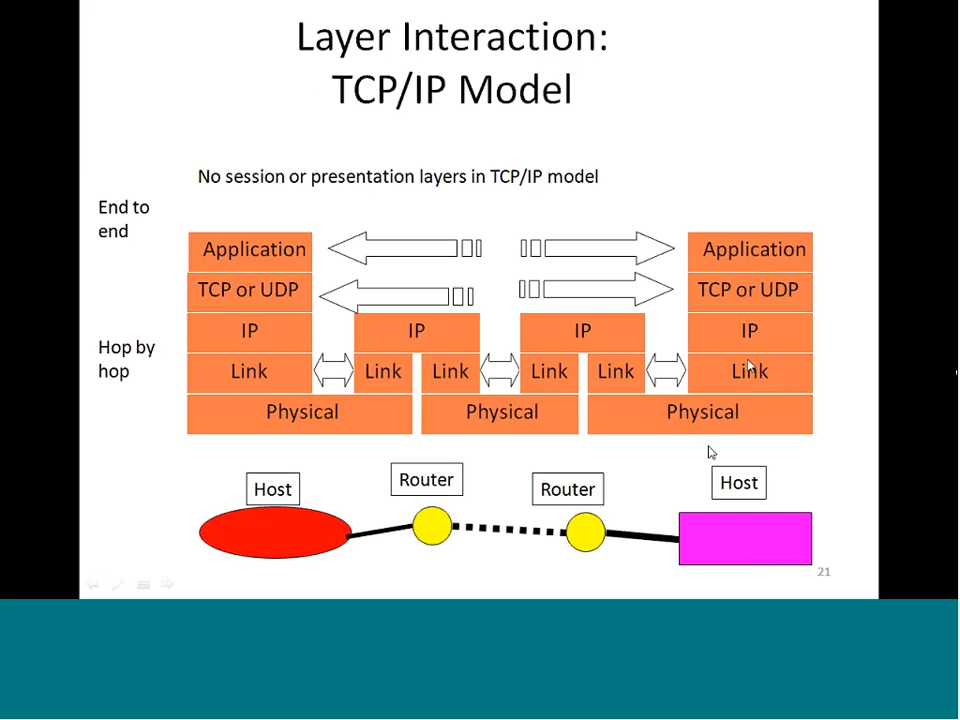 Layer Interaction:
TCP/IP Model
No session or presentation layers in TCP/IP model
End to
end
Application
Application
TCP or UDP
TCP or UDP
IP
IP
IP
IP
Hop by
hop
Link
Link
Link
Link
Link
Link
Physical
Physical
Physical
Host
Router
Router
Host
21